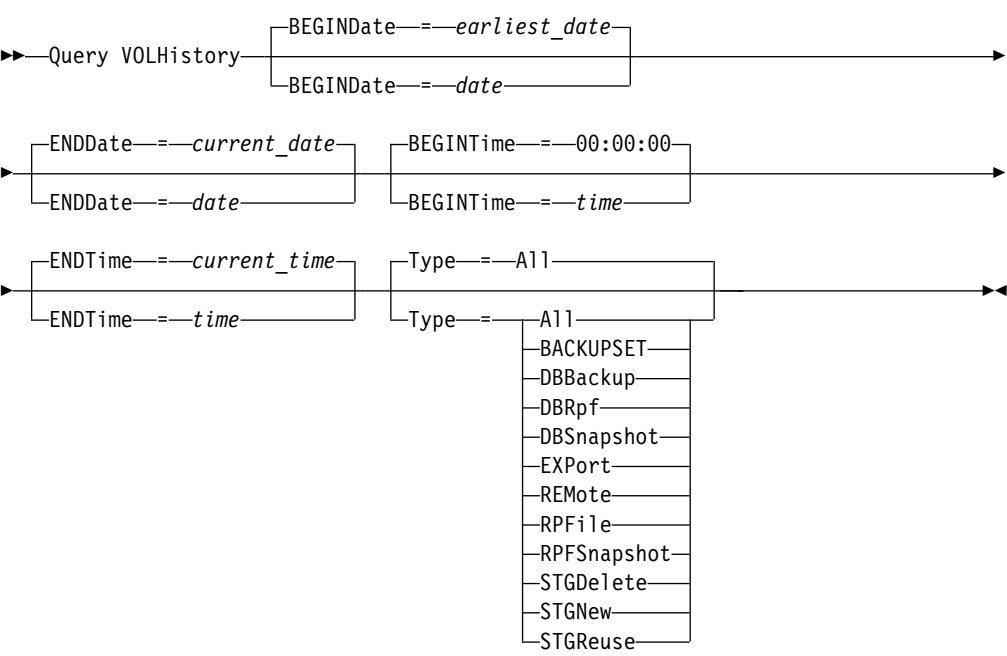 BEGINDate = earliest_date
Query VOLHistory
BEGINDate = date
ENDDate = current_date BEGINTime = 00:00:00
ENDDate = date BEGINTime = time
ENDTime = current_time Type = All
ENDTime = time Type = All
BACKUPSET
DBBackup
DBRpf
DBSnapshot
EXPort
REMote
RPFile
RPFSnapshot
STGDelete
STGNew
STGReuse